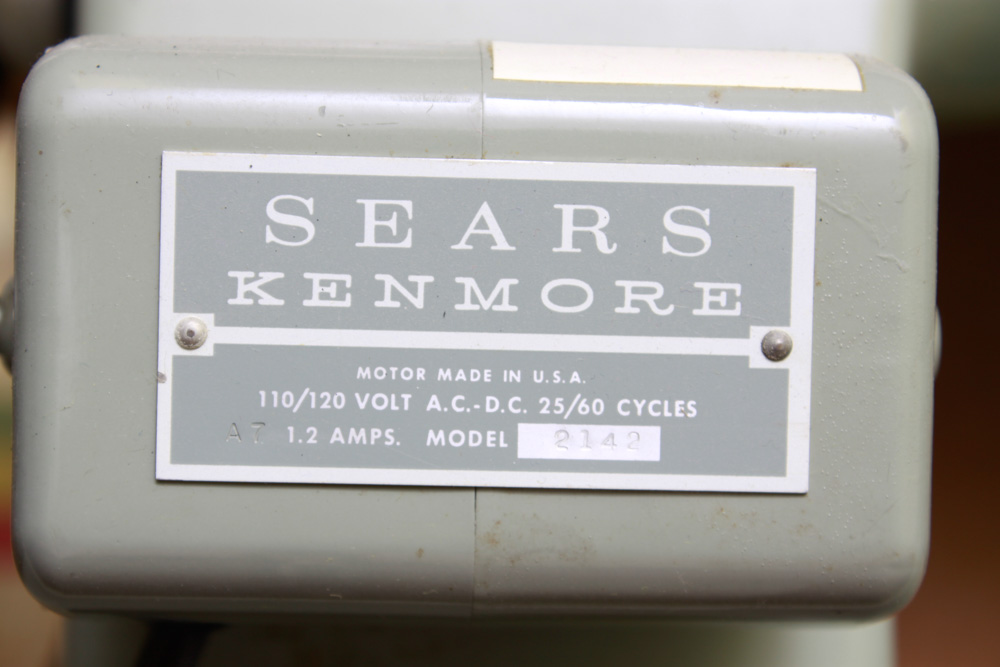 SEARS
KENMORE
MOTOR MADE IN U.S.A.
110/120 VOLT A.C.-D.C. 25/60 CYCLES
A7 1.2 AMPS. MODEL 2142